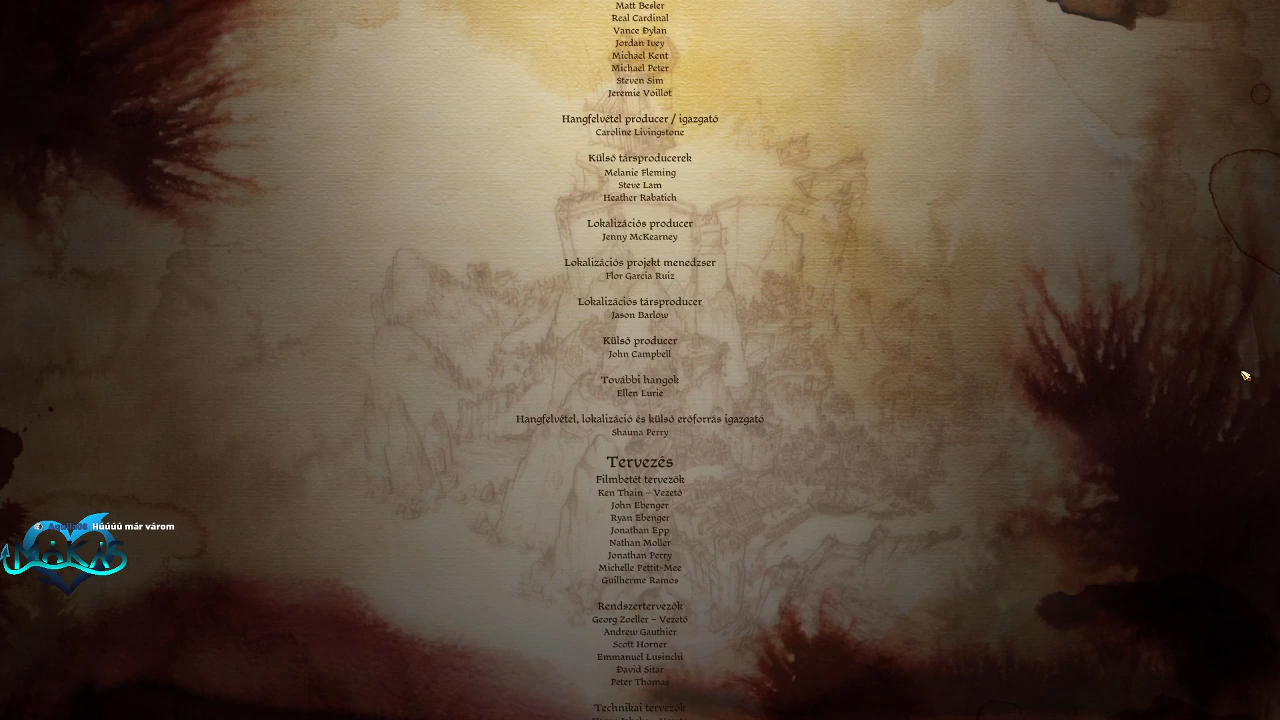 Matt Besler
Real Cardinal
Vance Dylan
Jordan Ivey
Michael Kent
Michael Peter
Steven Sim
Jeremie Voillot
Hangfelvétel producer / igazgató
Caroline Livingstone
Külső társproducerek
Melanie Fleming
Steve Lam
Heather Rabatich
Lokalizációs producer
Jenny McKearney
Lokalizációs projekt menedzser
Flor Garcia Ruiz
Lokalizációs társproducer
Jason Barlow
Külső producer
John Campbell
További hangok
Ellen Lurie
Hangfelvétel, lokalizáció és külső erőforrás igazgató
Shauna Perry
Tervezés
Filmbetét tervezők
Ken Thain – Vezető
John Ebenger
Ryan Ebenger
Jonathan Epp
Nathan Moller
Jonathan Perry
Michelle Pettit-Mee
Guilherme Ramos
Rendszertervezők
Georg Zoeller – Vezető
Andrew Gauthier
Scott Horner
Emmanuel Lusinchi
David Sitar
Peter Thomas
Technikai tervezők
Húúúú már várom
MAKAS